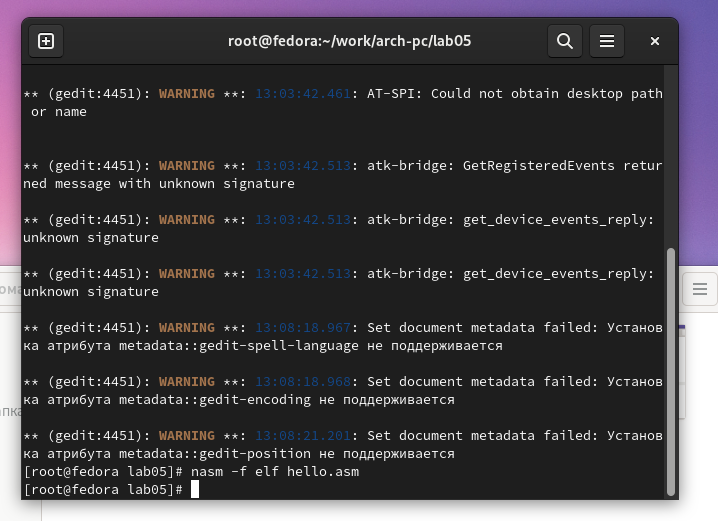 root@fedora:~/work/arch-pc/lab05
** (gedit:4451): WARNING **: 13:03:42.461: AT-SPI: Could not obtain desktop path
 or name
** (gedit:4451): WARNING **: 13:03:42.513: atk-bridge: GetRegisteredEvents retur
ned message with unknown signature
** (gedit:4451): WARNING **: 13:03:42.513: atk-bridge: get_device_events_reply:
unknown signature
** (gedit:4451): WARNING **: 13:03:42.513: atk-bridge: get_device_events_reply:
unknown signature
** (gedit:4451): WARNING **: 13:08:18.967: Set document metadata failed: Установ
ка атрибута metadata::gedit-spell-language не поддерживается
** (gedit:4451): WARNING **: 13:08:18.968: Set document metadata failed: Установ
ка атрибута metadata::gedit-encoding не поддерживается
** (gedit:4451): WARNING **: 13:08:21.201: Set document metadata failed: Установ
ка атрибута metadata::gedit-position не поддерживается
[root@fedora lab05]# nasm -f elf hello.asm
[root@fedora lab05]#